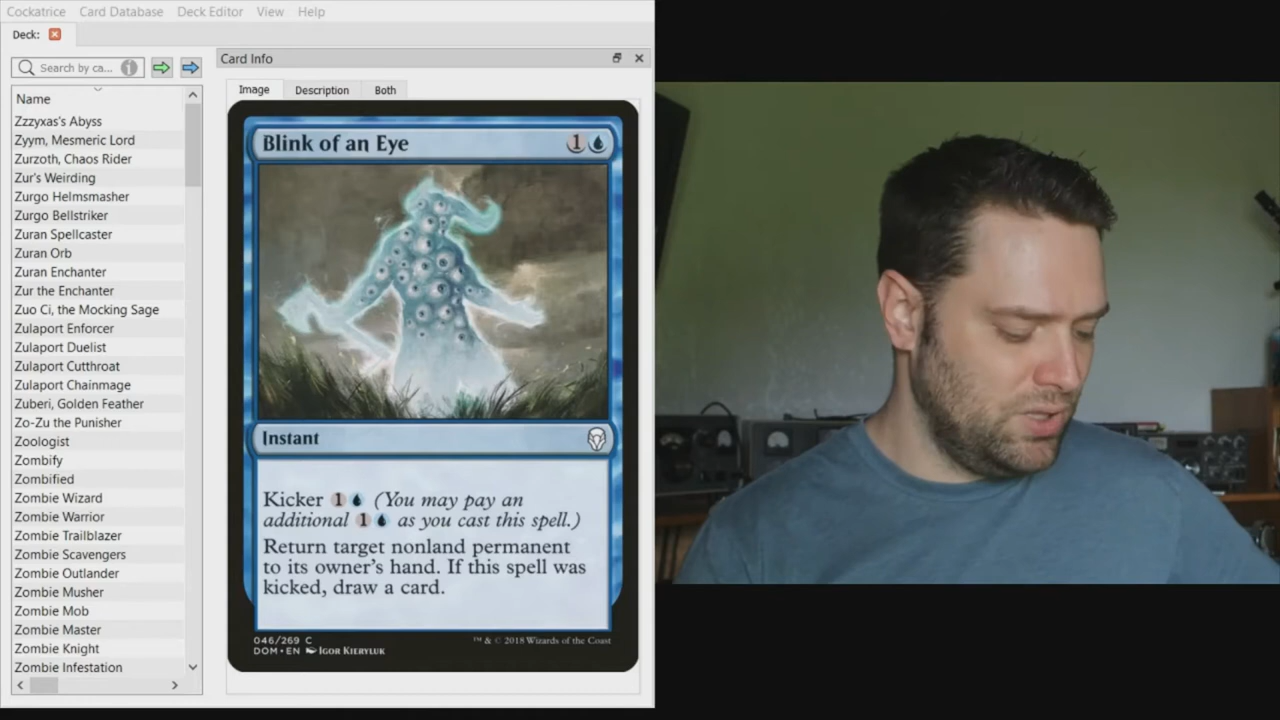 Cockatrice Card Database Deck Editor View Help
Deck:
Search by ca...
Name
Zzzyxas's Abyss
Zyym, Mesmeric Lord
Zurzoth, Chaos Rider
Zur's Weirding
Zurgo Helmsmasher
Zurgo Bellstriker
Zuran Spellcaster
Zuran Orb
Zuran Enchanter
Zur the Enchanter
Zuo Ci, the Mocking Sage
Zulaport Enforcer
Zulaport Duelist
Zulaport Cutthroat
Zulaport Chainmage
Zuberi, Golden Feather
Zo-Zu the Punisher
Zoologist
Zombify
Zombified
Zombie Wizard
Zombie Warrior
Zombie Trailblazer
Zombie Scavengers
Zombie Outlander
Zombie Musher
Zombie Mob
Zombie Master
Zombie Knight
Zombie Infestation
Card Info
Image Description Both
Blink of an Eye 1
Instant
Kicker 1 (You may pay an
additional 1 as you cast this spell.)
Return target nonland permanent
to its owner's hand. If this spell was
kicked, draw a card.
046/269 C ™ & © 2018 Wizards of the Coast
DOM • EN Igor Kieryluk